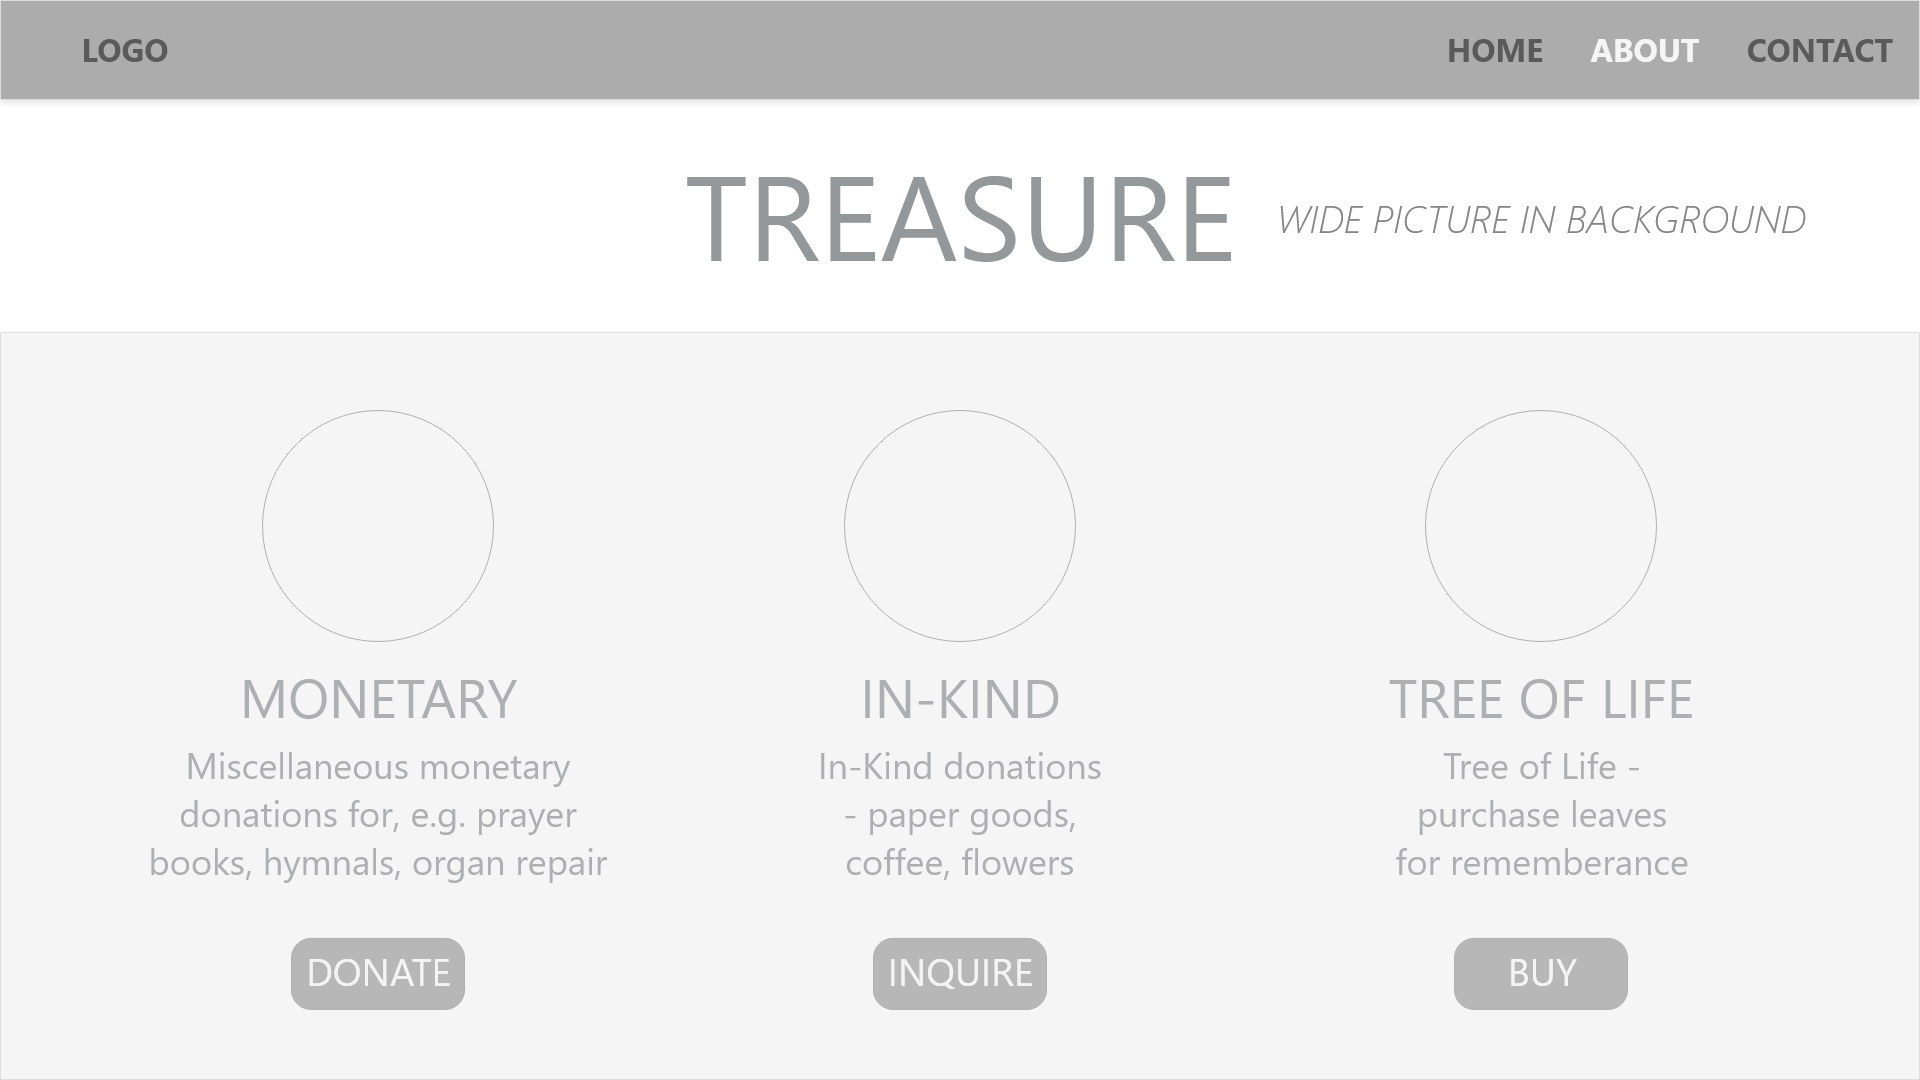 LOGO
HOME ABOUT CONTACT
TREASURE
WIDE PICTURE IN BACKGROUND
MONETARY
Miscellaneous monetary
donations for, e.g. prayer
books, hymnals, organ repair
DONATE
IN-KIND
In-Kind donations
- paper goods,
coffee, flowers
INQUIRE
TREE OF LIFE
Tree of Life -
purchase leaves
for rememberance
BUY